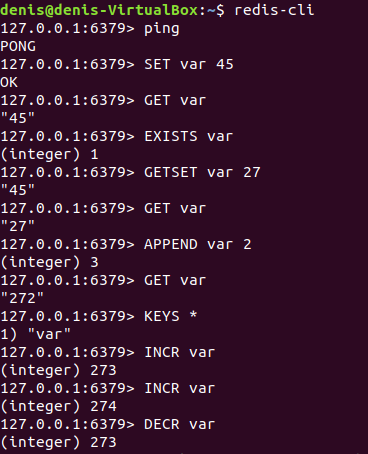 denis@denis-VirtualBox:~$ redis-cli
127.0.0.1:6379> ping
PONG
127.0.0.1:6379> SET var 45
OK
127.0.0.1:6379> GET var
"45"
127.0.0.1:6379> EXISTS var
(integer) 1
127.0.0.1:6379> GETSET var 27
"45"
127.0.0.1:6379> GET var
"27"
127.0.0.1:6379> APPEND var 2
(integer) 3
127.0.0.1:6379> GET var
"272"
127.0.0.1:6379> KEYS *
1) "var"
127.0.0.1:6379> INCR var
(integer) 273
127.0.0.1:6379> INCR var
(integer) 274
127.0.0.1:6379> DECR var
(integer) 273